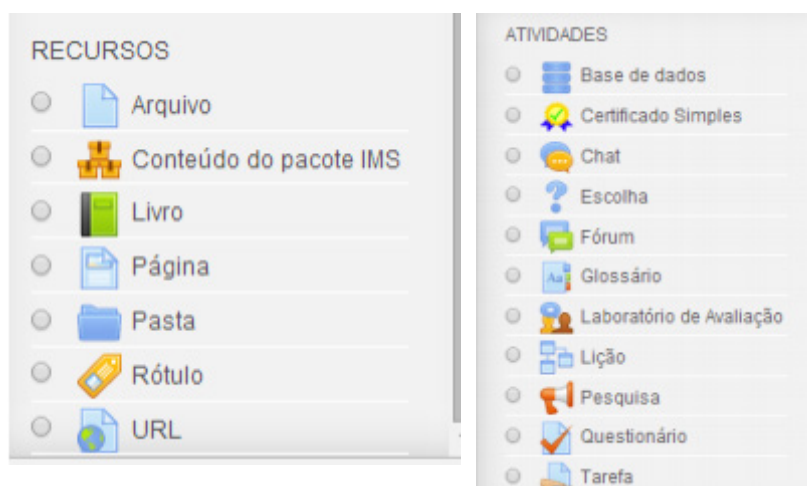 RECURSOS
Arquivo
Conteúdo do pacote IMS
Livro
Página
Pasta
Rótulo
URL
ATIVIDADES
Base de dados
Certificado Simples
Chat
Escolha
Fórum
Aa
Glossário
Laboratório de Avaliação
Lição
Pesquisa
Questionário
Tarefa